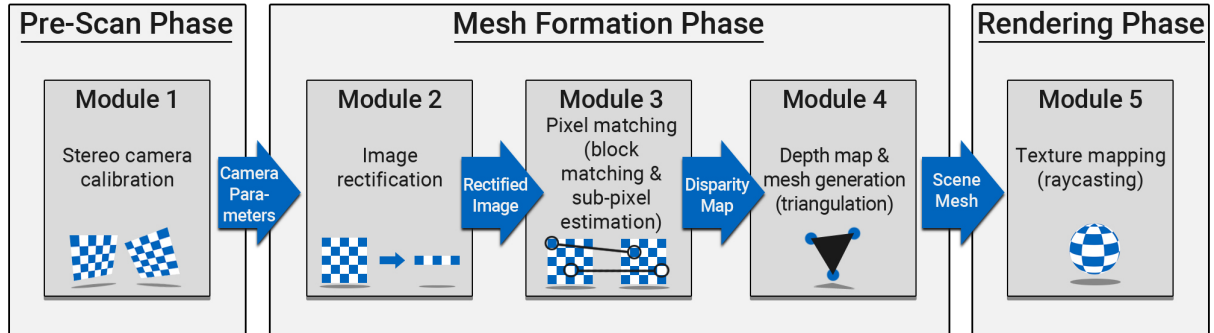 Pre-Scan Phase
Module 1
Stereo camera
calibration
Camera
Para-
meters
Mesh Formation Phase
Module 2
Image
rectification
Rectified
Image
Module 3
Pixel matching
(block
matching &
sub-pixel
estimation)
Disparity
Map
Module 4
Depth map &
mesh generation
(triangulation)
Scene
Mesh
Rendering Phase
Module 5
Texture mapping
(raycasting)